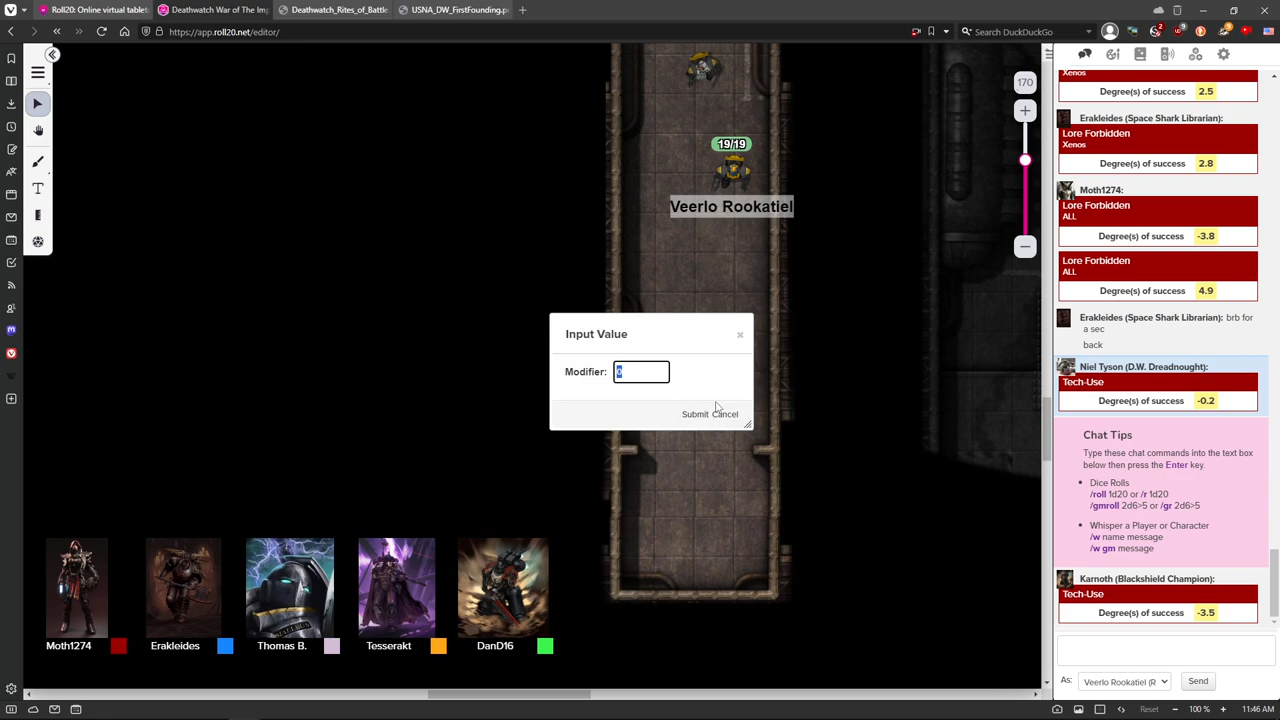 Roll20: Online virtual tablet
Deathwatch War of The Imp
Deathwatch_Rites_of_Battle
USNA_DW_FirstFounding.p
https://app.roll20.net/editor/
Search DuckDuckGo
170
19/19
Veerlo Rookatiel
Input Value
Modifier: 0
Submit Cancel
Moth1274
Erakleides
Thomas B.
Tesserakt
DanD16
Xenos
Degree(s) of success 2.5
Erakleides (Space Shark Librarian):
Lore Forbidden
Xenos
Degree(s) of success 2.8
Moth1274:
Lore Forbidden
ALL
Degree(s) of success -3.8
Lore Forbidden
ALL
Degree(s) of success 4.9
Erakleides (Space Shark Librarian): brb for
a sec
back
Niel Tyson (D.W. Dreadnought):
Tech-Use
Degree(s) of success -0.2
Chat Tips
Type these chat commands into the text box
below then press the Enter key.
Dice Rolls
/roll 1d20 or /r 1d20
/gmroll 2d6>5 or /gr 2d6>5
Whisper a Player or Character
/w name message
/w gm message
Karnoth (Blackshield Champion):
Tech-Use
Degree(s) of success -3.5
As: Veerlo Rookatiel (R
Send
Reset
100 %
11:46 AM